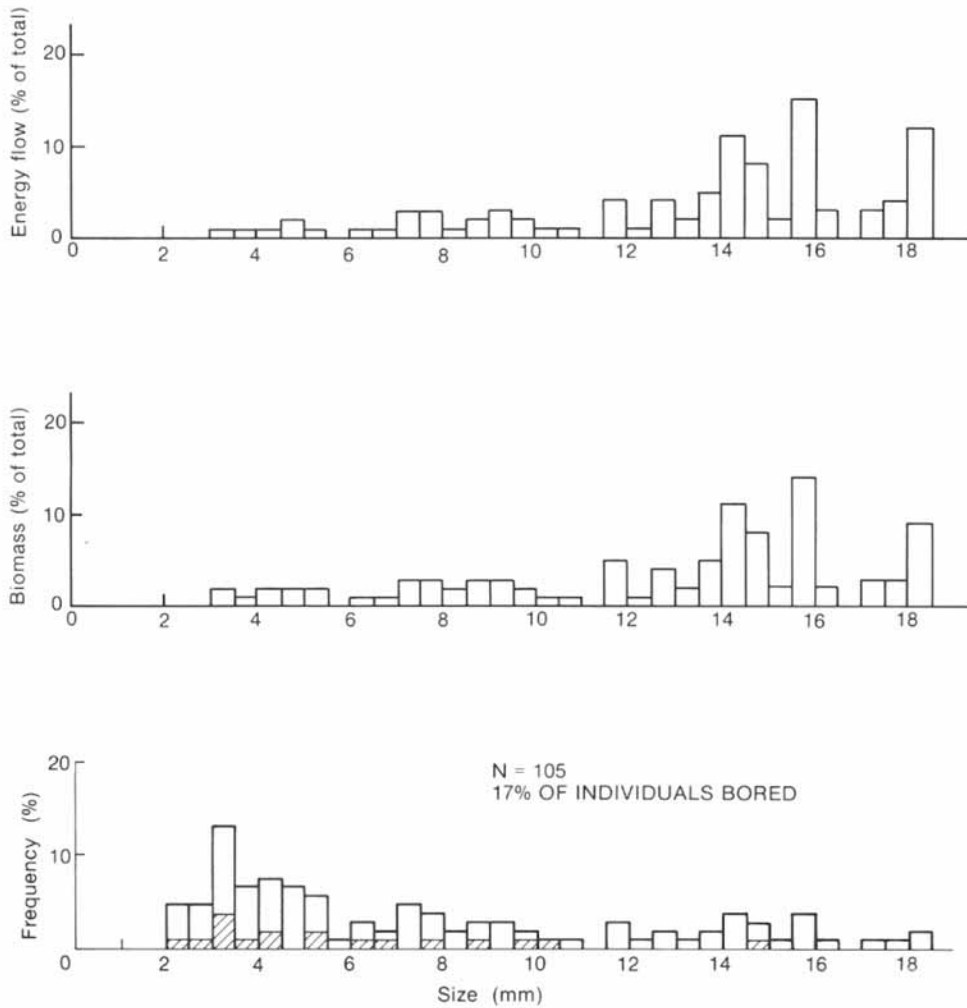 Energy flow (% of total)
20
10
0
0 2 4 6 8 10 12 14 16 18
Biomass (% of total)
20
10
0
0 2 4 6 8 10 12 14 16 18
Frequency (%)
20
10
N = 105
17% OF INDIVIDUALS BORED
0 2 4 6 8 10 12 14 16 18
Size (mm)